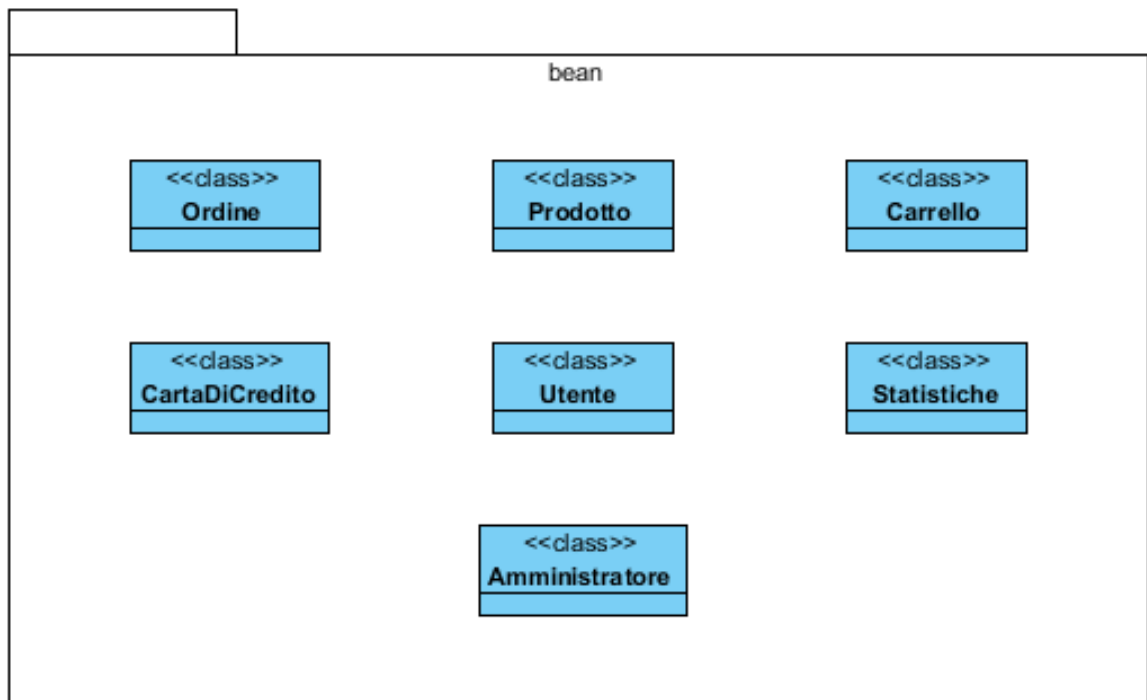 bean
<<class>>
Ordine
<<class>>
Prodotto
<<class>>
Carrello
<<class>>
CartaDiCredito
<<class>>
Utente
<<class>>
Statistiche
<<class>>
Amministratore